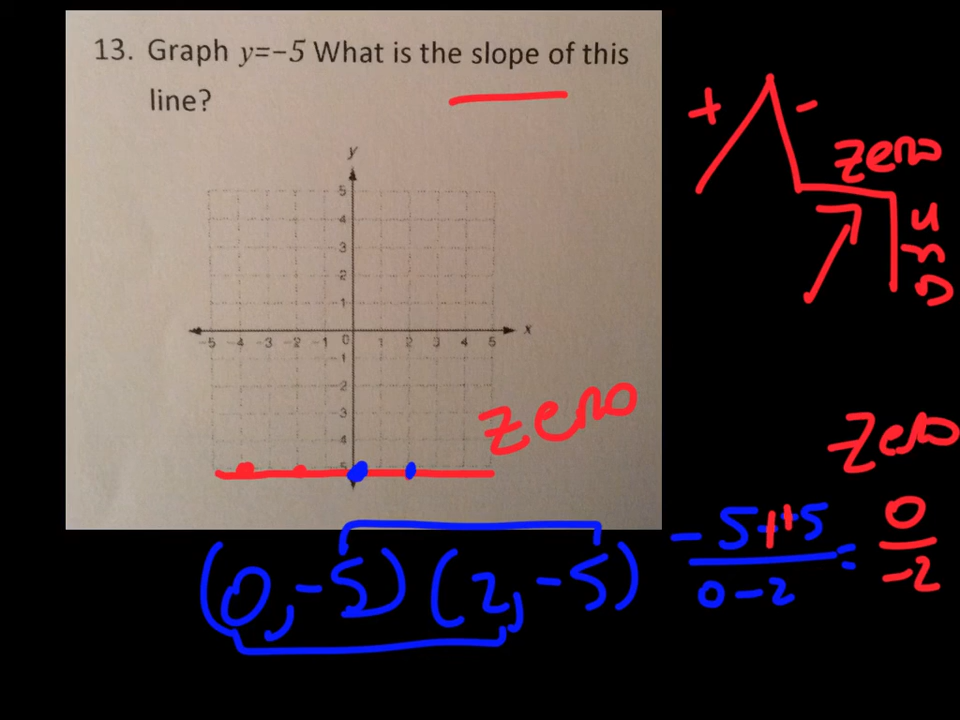 13. Graph y=-5 What is the slope of this
line?
+ -
zero
UND
y
5
4
3
2
1
-5 -4 -3 -2 -1 0 1 2 3 4 5 x
-1
-2
-3
4
5
zero
zero
(0,-5) (2,-5)
-5++5
0-2
=
0
-2